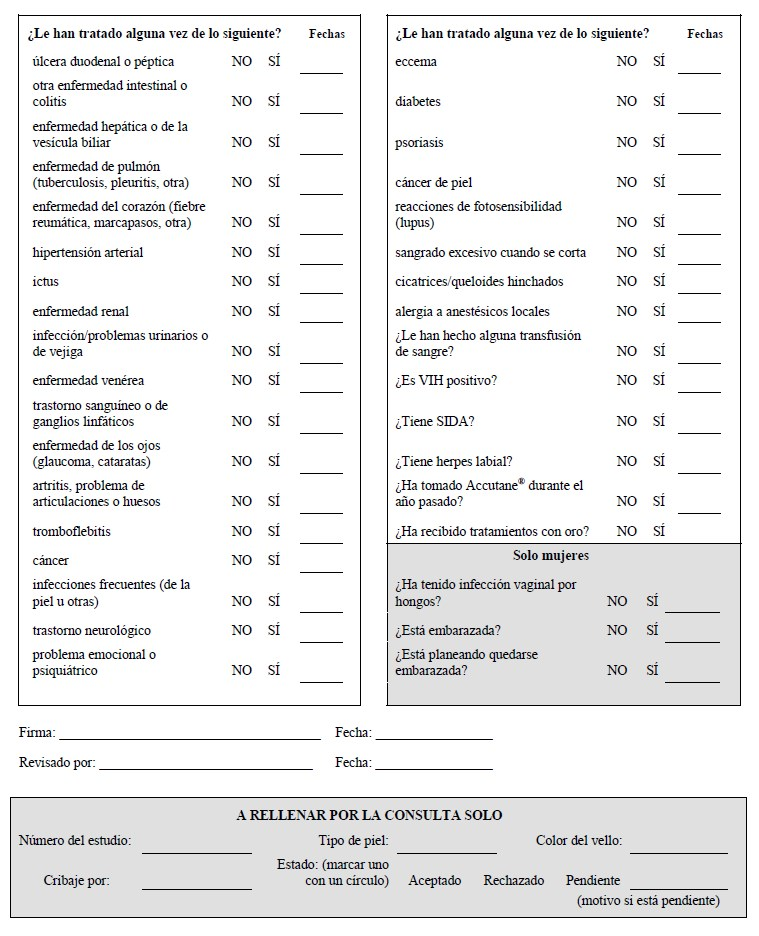 ¿Le han tratado alguna vez de lo siguiente? Fechas
úlcera duodenal o péptica NO SÍ
otra enfermedad intestinal o
colitis NO SÍ
enfermedad hepática o de la
vesícula biliar NO SÍ
enfermedad de pulmón
(tuberculosis, pleuritis, otra) NO SÍ
enfermedad del corazón (fiebre
reumática, marcapasos, otra) NO SÍ
hipertensión arterial NO SÍ
ictus NO SÍ
enfermedad renal NO SÍ
infección/problemas urinarios o
de vejiga NO SÍ
enfermedad venérea NO SÍ
trastorno sanguíneo o de
ganglios linfáticos NO SÍ
enfermedad de los ojos
(glaucoma, cataratas) NO SÍ
artritis, problema de
articulaciones o huesos NO SÍ
tromboflebitis NO SÍ
cáncer NO SÍ
infecciones frecuentes (de la
piel u otras) NO SÍ
trastorno neurológico NO SÍ
problema emocional o
psiquiátrico NO SÍ
¿Le han tratado alguna vez de lo siguiente? Fechas
eccema NO SÍ
diabetes NO SÍ
psoriasis NO SÍ
cáncer de piel NO SÍ
reacciones de fotosensibilidad
(lupus) NO SÍ
sangrado excesivo cuando se corta NO SÍ
cicatrices/queloides hinchados NO SÍ
alergia a anestésicos locales NO SÍ
¿Le han hecho alguna transfusión
de sangre? NO SÍ
¿Es VIH positivo? NO SÍ
¿Tiene SIDA? NO SÍ
¿Tiene herpes labial? NO SÍ
¿Ha tomado Accutane® durante el
año pasado? NO SÍ
¿Ha recibido tratamientos con oro? NO SÍ
Solo mujeres
¿Ha tenido infección vaginal por
hongos? NO SÍ
¿Está embarazada? NO SÍ
¿Está planeando quedarse
embarazada? NO SÍ
Firma: Fecha:
Revisado por: Fecha:
A RELLENAR POR LA CONSULTA SOLO
Número del estudio: Tipo de piel: Color del vello:
Estado: (marcar uno
Cribaje por: con un círculo) Aceptado Rechazado Pendiente
(motivo si está pendiente)